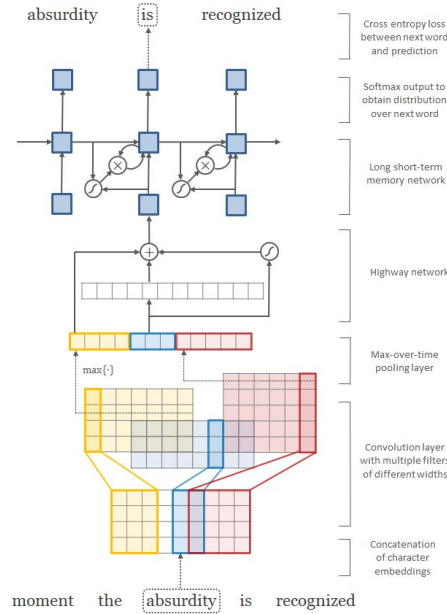 absurdity is recognized
Cross entropy loss
between next word
and prediction
Softmax output to
obtain distribution
over next word
Long short-term
memory network
Highway network
Max-over-time
pooling layer
max{·}
Convolution layer
with multiple filters
of different widths
Concatenation
of character
embeddings
moment the absurdity is recognized